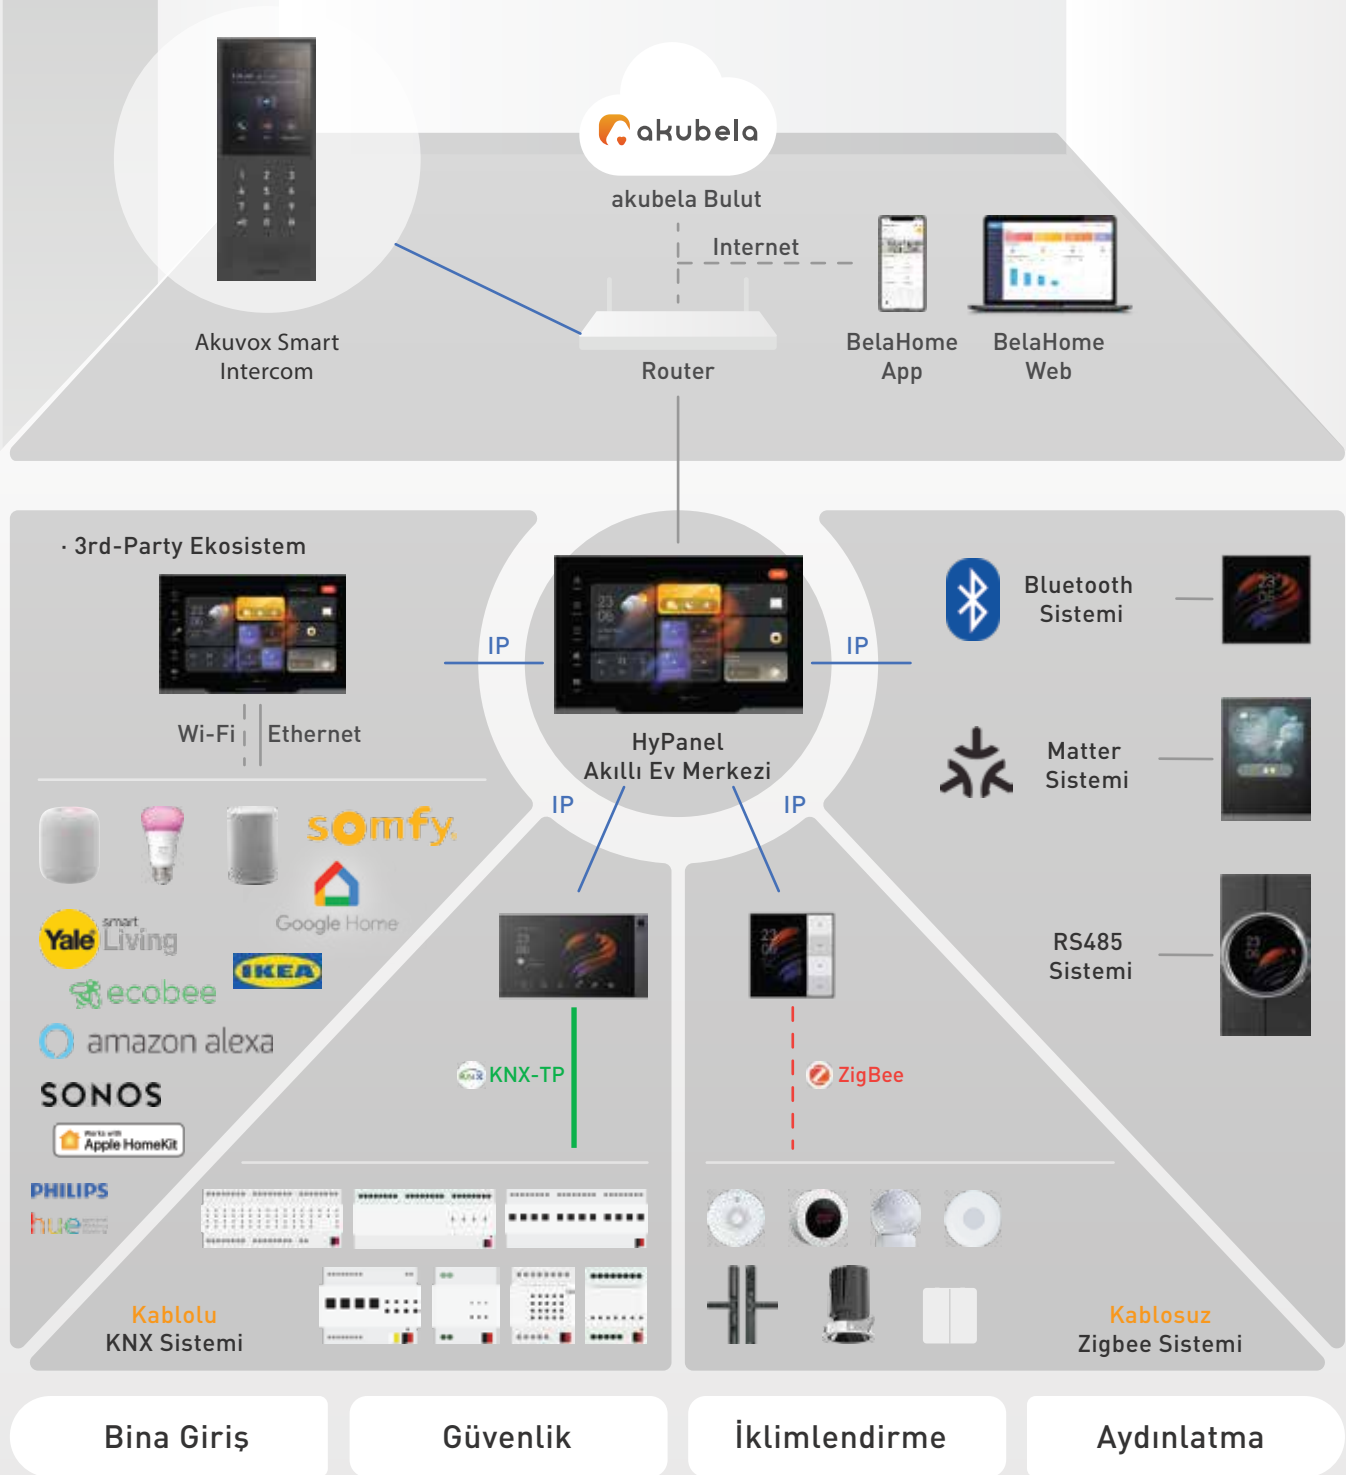 akubela
akubela Bulut
Internet
Akuvox Smart
Intercom
Router
BelaHome
App
BelaHome
Web
· 3rd-Party Ekosistem
IP
IP
Wi-Fi
Ethernet
HyPanel
Akıllı Ev Merkezi
IP
IP
Bluetooth
Sistemi
Matter
Sistemi
RS485
Sistemi
somfy
Google Home
Yale
smart
Living
IKEA
ecobee
amazon alexa
SONOS
Works with
Apple HomeKit
PHILIPS
hue
KNX
KNX-TP
ZigBee
Kablolu
KNX Sistemi
Kablosuz
Zigbee Sistemi
Bina Giriş
Güvenlik
İklimlendirme
Aydınlatma